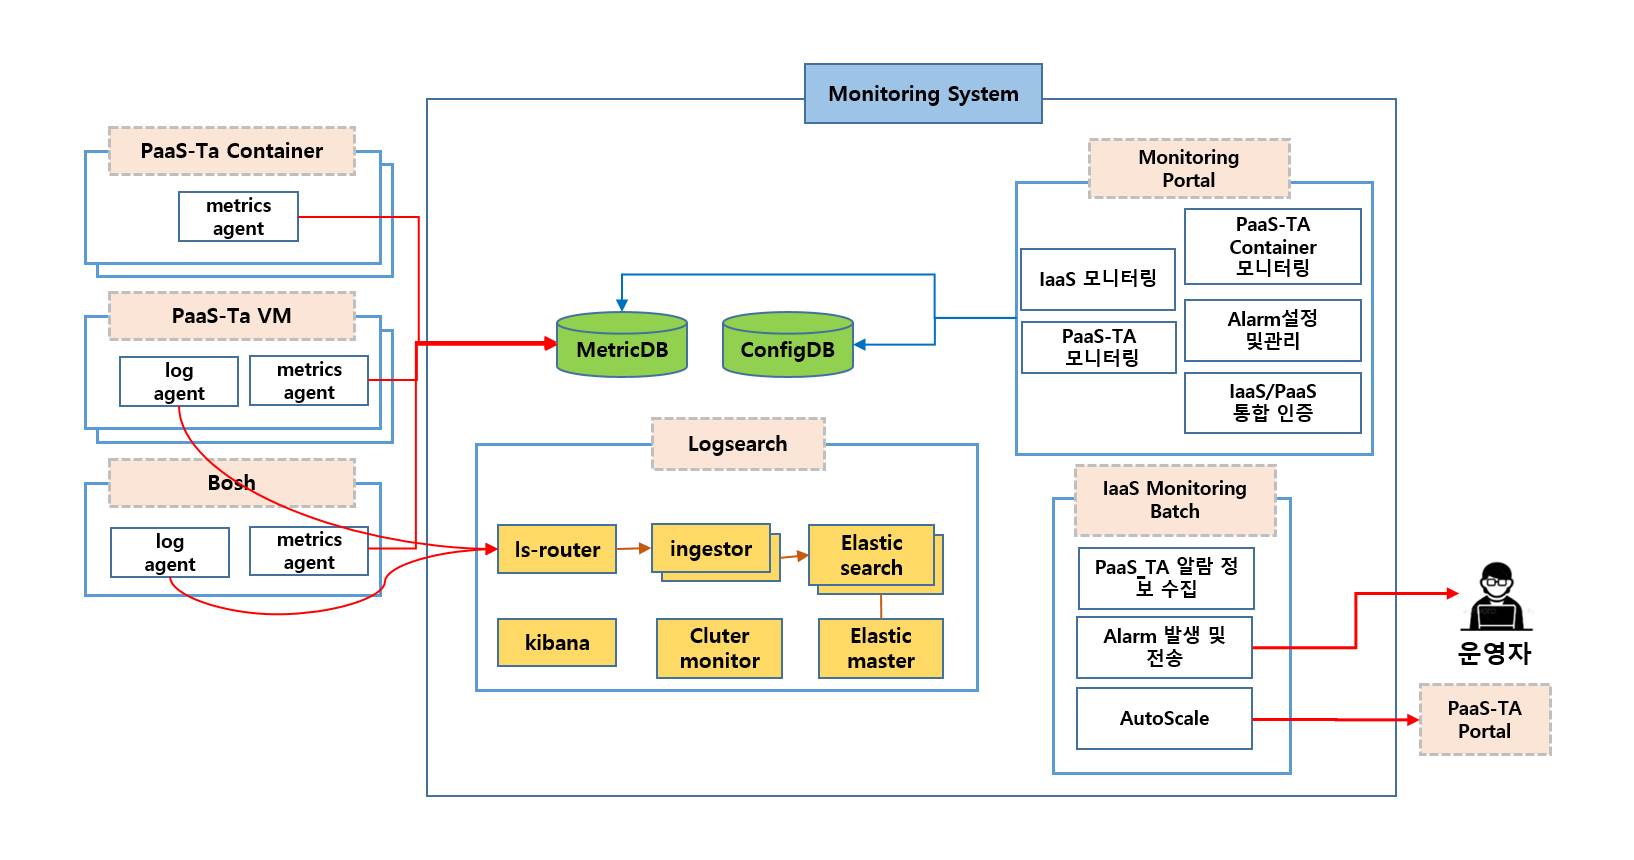 Monitoring System
PaaS-Ta Container
metrics
agent
PaaS-Ta VM
log
agent
metrics
agent
Bosh
log
agent
metrics
agent
MetricDB
ConfigDB
Monitoring
Portal
IaaS 모니터링
PaaS-TA
모니터링
PaaS-TA
Container
모니터링
Alarm설정
및관리
IaaS/PaaS
통합 인증
Logsearch
ls-router
ingestor
Elastic
search
kibana
Cluter
monitor
Elastic
master
IaaS Monitoring
Batch
PaaS_TA 알람 정
보 수집
Alarm 발생 및
전송
AutoScale
운영자
PaaS-TA
Portal